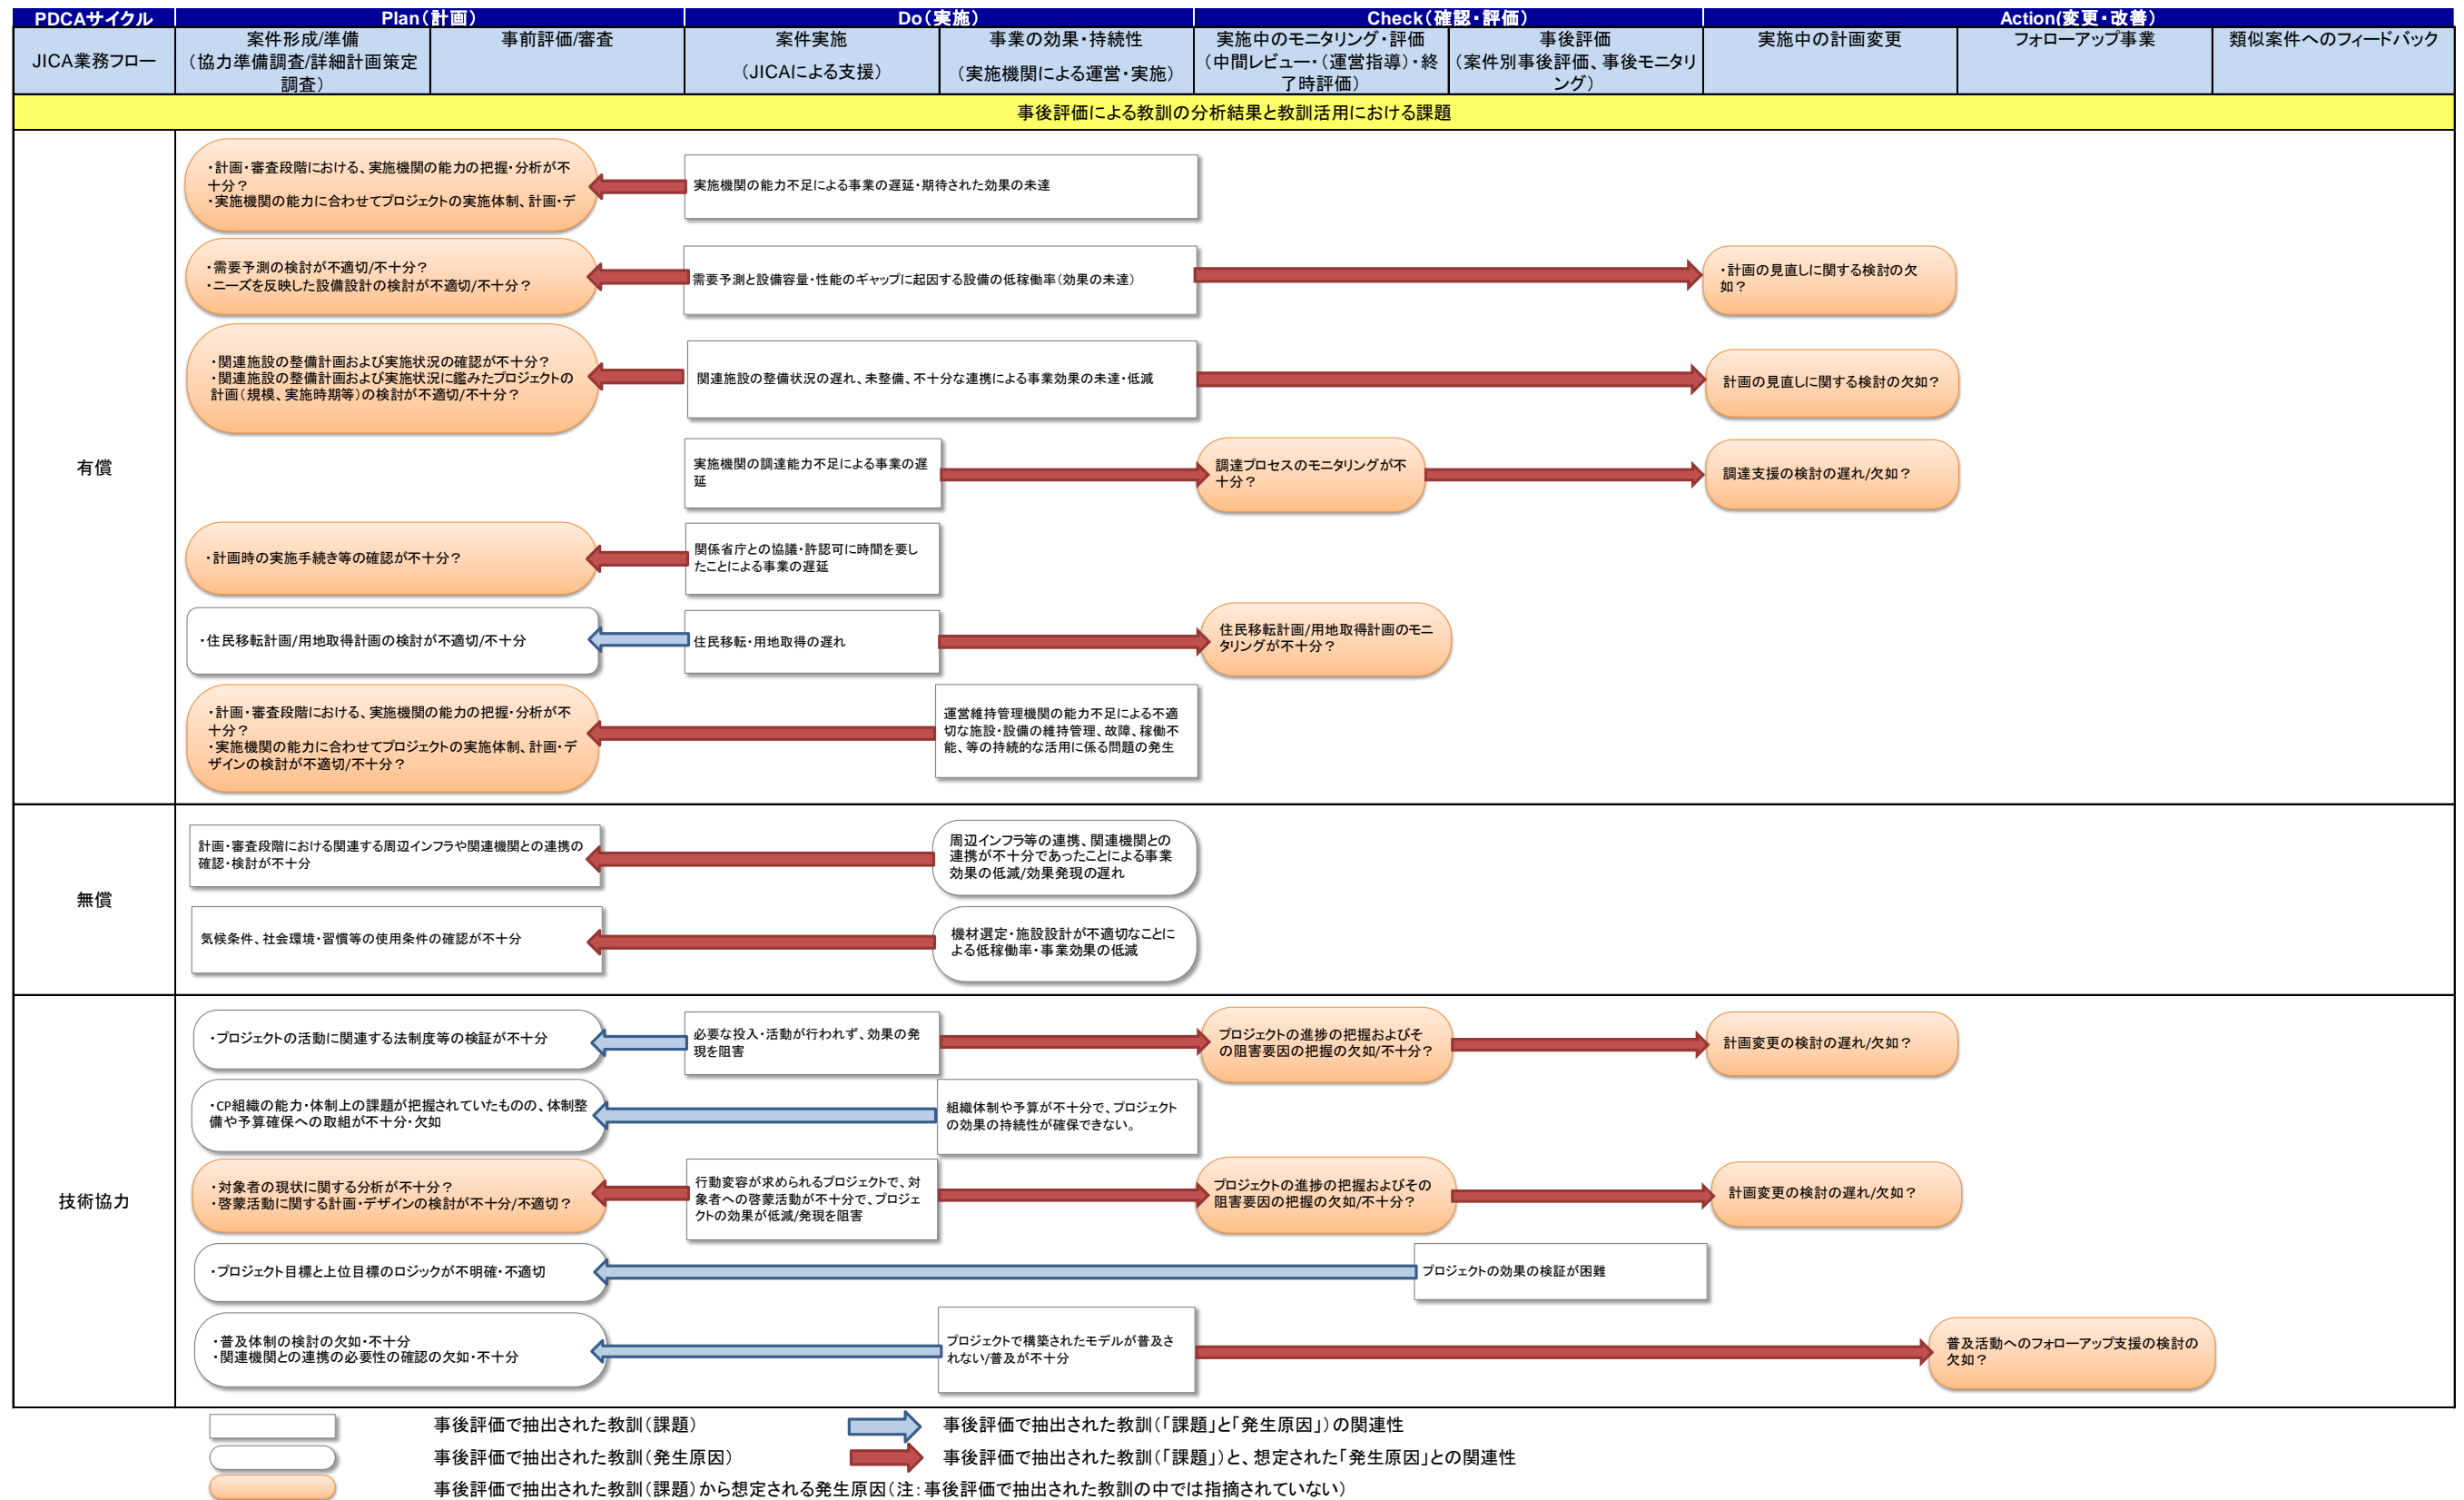 PDCAサイクル
Plan(計画)
Do(実施)
Check(確認・評価)
Action(変更・改善)
JICA業務フロー
案件形成/準備
(協力準備調査/詳細計画策定
調査)
事前評価/審査
案件実施
(JICAによる支援)
事業の効果・持続性
(実施機関による運営・実施)
実施中のモニタリング・評価
(中間レビュー・(運営指導)・終
了時評価)
事後評価
(案件別事後評価、事後モニタリ
ング)
実施中の計画変更
フォローアップ事業
類似案件へのフィードバック
事後評価による教訓の分析結果と教訓活用における課題
有償
・計画・審査段階における、実施機関の能力の把握・分析が不
十分?
・実施機関の能力に合わせてプロジェクトの実施体制、計画・デ
実施機関の能力不足による事業の遅延・期待された効果の未達
・需要予測の検討が不適切/不十分?
・ニーズを反映した設備設計の検討が不適切/不十分?
需要予測と設備容量・性能のギャップに起因する設備の低稼働率(効果の未達)
・計画の見直しに関する検討の欠
如?
・関連施設の整備計画および実施状況の確認が不十分?
・関連施設の整備計画および実施状況に鑑みたプロジェクトの
計画(規模、実施時期等)の検討が不適切/不十分?
関連施設の整備状況の遅れ、未整備、不十分な連携による事業効果の未達・低減
計画の見直しに関する検討の欠如?
実施機関の調達能力不足による事業の遅
延
調達プロセスのモニタリングが不
十分?
調達支援の検討の遅れ/欠如?
・計画時の実施手続き等の確認が不十分?
関係省庁との協議・許認可に時間を要し
たことによる事業の遅延
・住民移転計画/用地取得計画の検討が不適切/不十分
住民移転・用地取得の遅れ
住民移転計画/用地取得計画のモニ
タリングが不十分?
・計画・審査段階における、実施機関の能力の把握・分析が不
十分?
・実施機関の能力に合わせてプロジェクトの実施体制、計画・デ
ザインの検討が不適切/不十分?
運営維持管理機関の能力不足による不適
切な施設・設備の維持管理、故障、稼働不
能、等の持続的な活用に係る問題の発生
無償
計画・審査段階における関連する周辺インフラや関連機関との連携の
確認・検討が不十分
周辺インフラ等の連携、関連機関との
連携が不十分であったことによる事業
効果の低減/効果発現の遅れ
気候条件、社会環境・習慣等の使用条件の確認が不十分
機材選定・施設設計が不適切なことに
よる低稼働率・事業効果の低減
技術協力
・プロジェクトの活動に関連する法制度等の検証が不十分
必要な投入・活動が行われず、効果の発
現を阻害
プロジェクトの進捗の把握およびそ
の阻害要因の把握の欠如/不十分?
計画変更の検討の遅れ/欠如?
・CP組織の能力・体制上の課題が把握されていたものの、体制整
備や予算確保への取組が不十分・欠如
組織体制や予算が不十分で、プロジェクト
の効果の持続性が確保できない。
・対象者の現状に関する分析が不十分?
・啓蒙活動に関する計画・デザインの検討が不十分/不適切?
行動変容が求められるプロジェクトで、対
象者への啓蒙活動が不十分で、プロジェ
クトの効果が低減/発現を阻害
プロジェクトの進捗の把握およびその
阻害要因の把握の欠如/不十分?
計画変更の検討の遅れ/欠如?
・プロジェクト目標と上位目標のロジックが不明確・不適切
プロジェクトの効果の検証が困難
・普及体制の検討の欠如・不十分
・関連機関との連携の必要性の確認の欠如・不十分
プロジェクトで構築されたモデルが普及さ
れない/普及が不十分
普及活動へのフォローアップ支援の検討の
欠如?
事後評価で抽出された教訓(課題)
事後評価で抽出された教訓(「課題」と「発生原因」)の関連性
事後評価で抽出された教訓(発生原因)
事後評価で抽出された教訓(「課題」)と、想定された「発生原因」との関連性
事後評価で抽出された教訓(課題)から想定される発生原因(注:事後評価で抽出された教訓の中では指摘されていない)